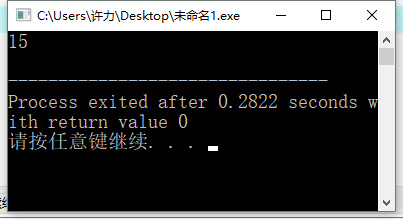 C:\Users\许力\Desktop\未命名1.exe
15
--------------------------------
Process exited after 0.2822 seconds w
ith return value 0
请按任意键继续. . .